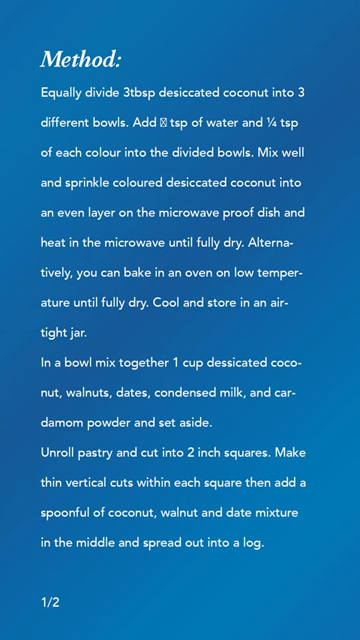 Method:
Equally divide 3tbsp desiccated coconut into 3
different bowls. Add tsp of water and ¼ tsp
of each colour into the divided bowls. Mix well
and sprinkle coloured desiccated coconut into
an even layer on the microwave proof dish and
heat in the microwave until fully dry. Alterna-
tively, you can bake in an oven on low temper-
ature until fully dry. Cool and store in an air-
tight jar.
In a bowl mix together 1 cup dessicated coco-
nut, walnuts, dates, condensed milk, and car-
damom powder and set aside.
Unroll pastry and cut into 2 inch squares. Make
thin vertical cuts within each square then add a
spoonful of coconut, walnut and date mixture
in the middle and spread out into a log.
1/2